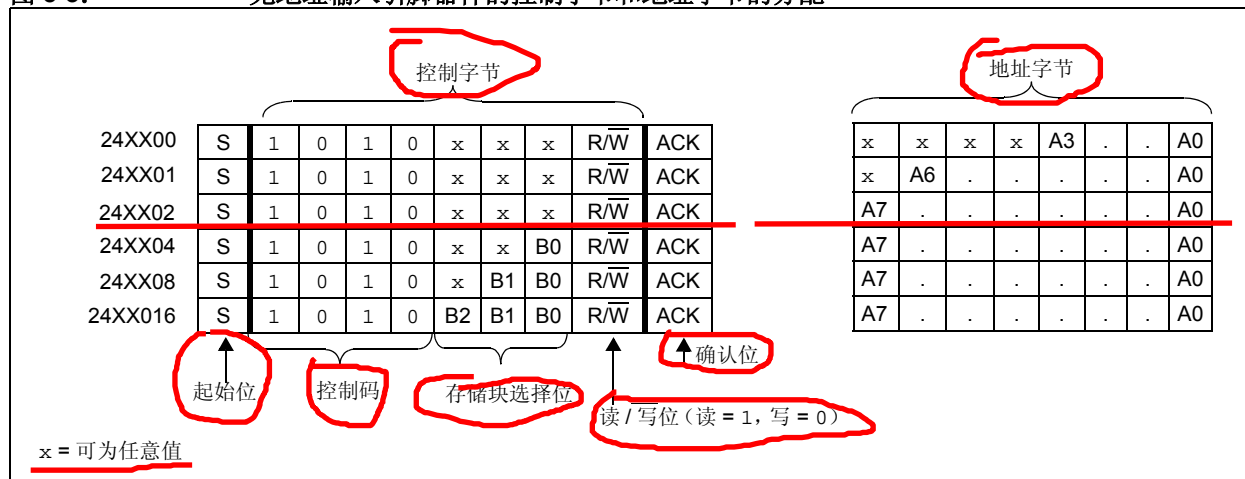 控制字节 地址字节
24XX00 S 1 0 1 0 x x x R/W ACK x x x x A3 . . A0
24XX01 S 1 0 1 0 x x x R/W ACK x A6 . . . . . A0
24XX02 S 1 0 1 0 x x x R/W ACK A7 . . . . . . A0
24XX04 S 1 0 1 0 x x B0 R/W ACK A7 . . . . . . A0
24XX08 S 1 0 1 0 x B1 B0 R/W ACK A7 . . . . . . A0
24XX016 S 1 0 1 0 B2 B1 B0 R/W ACK A7 . . . . . . A0
起始位 控制码 存储块选择位 确认位
读 / 写位（读 = 1，写 = 0）
x = 可为任意值